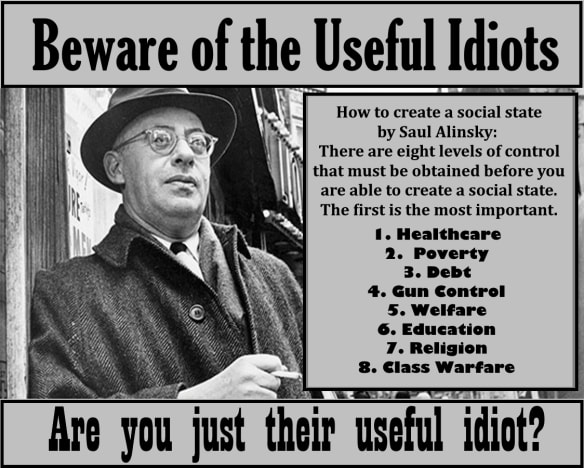 Beware of the Useful Idiots
How to create a social state
by Saul Alinsky:
There are eight levels of control
that must be obtained before you
are able to create a social state.
The first is the most important.
1. Healthcare
2. Poverty
3. Debt
4. Gun Control
5. Welfare
6. Education
7. Religion
8. Class Warfare
Are you just their useful idiot?